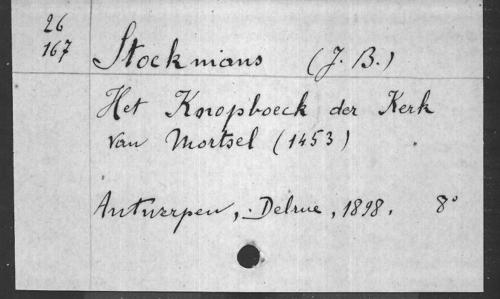 26
167
Stockmans (J. B.)
Het Knopboeck der Kerk
van Mortsel (1453)
Antwerpen, Delrue, 1898. 8°